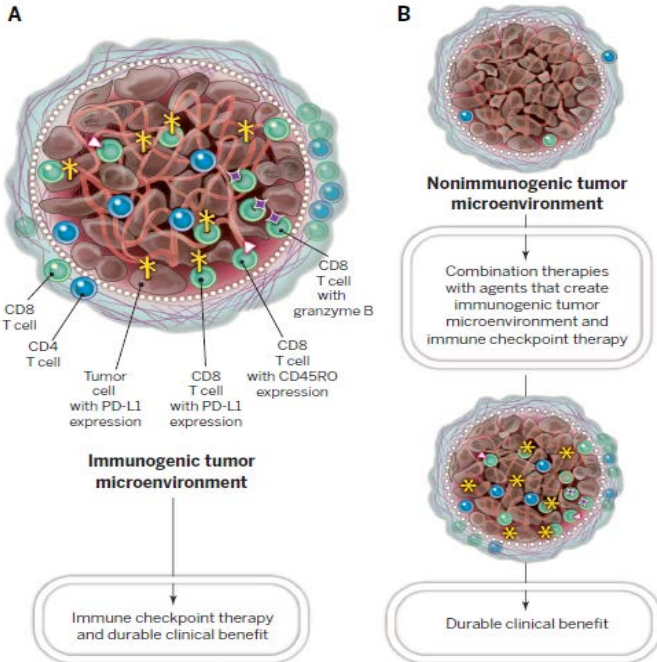 A
CD8
T cell
CD4
T cell
Tumor
cell
with PD-L1
expression
CD8
T cell
with PD-L1
expression
CD8
T cell
with CD45RO
expression
CD8
T cell
with
granzyme B
Immunogenic tumor
microenvironment
Immune checkpoint therapy
and durable clinical benefit
B
Nonimmunogenic tumor
microenvironment
Combination therapies
with agents that create
immunogenic tumor
microenvironment and
immune checkpoint therapy
Durable clinical benefit